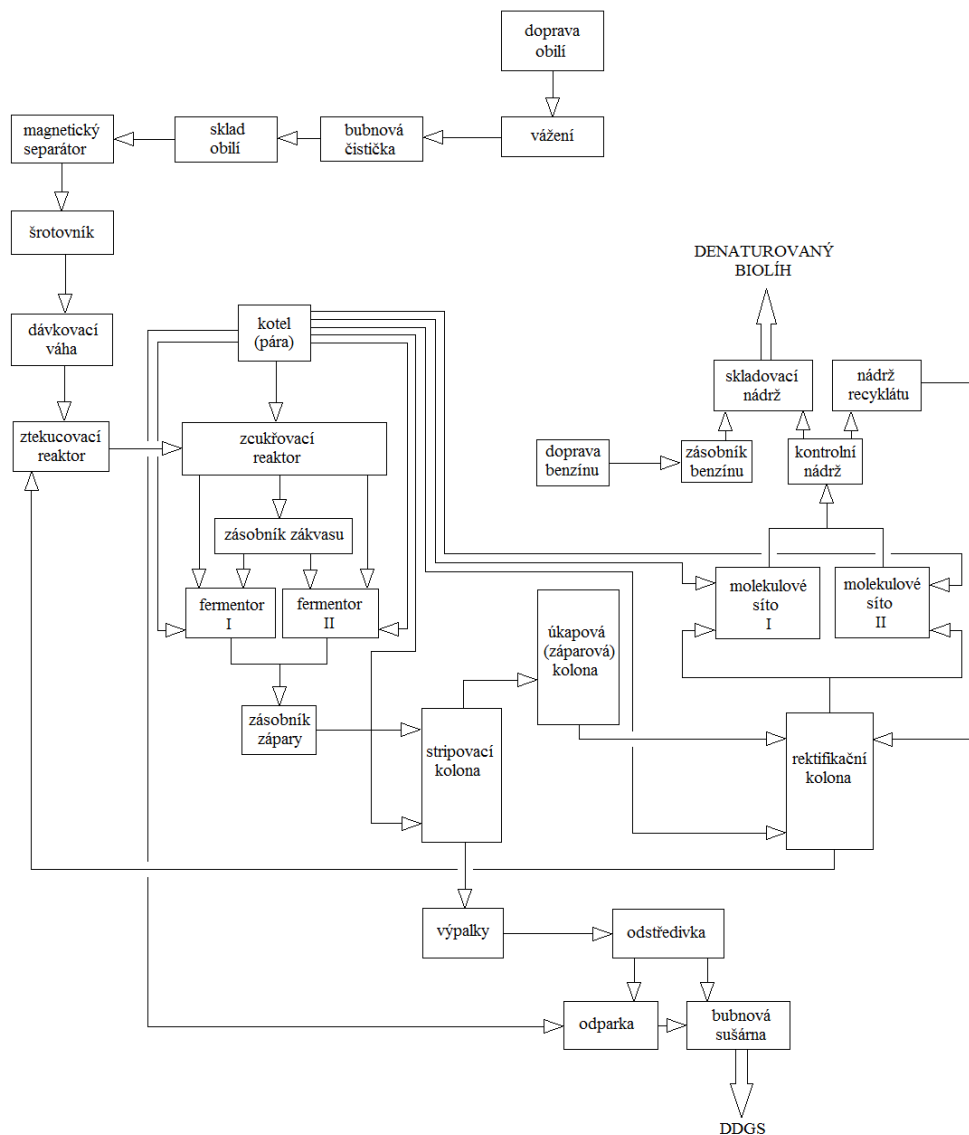 doprava
obilí
magnetický
separátor
sklad
obilí
bubnová
čistička
vážení
šrotovník
DENATUROVANÝ
BIOLÍH
dávkovací
váha
kotel
(pára)
skladovací
nádrž
nádrž
recyklátu
ztekucovací
reaktor
zcukřovací
reaktor
doprava
benzínu
zásobník
benzínu
kontrolní
nádrž
zásobník zákvasu
fermentor
I
fermentor
II
molekulové
síto
I
molekulové
síto
II
úkapová
(záparová)
kolona
zásobník
zápary
stripovací
kolona
rektifikační
kolona
výpalky
odstředivka
odparka
bubnová
sušárna
DDGS